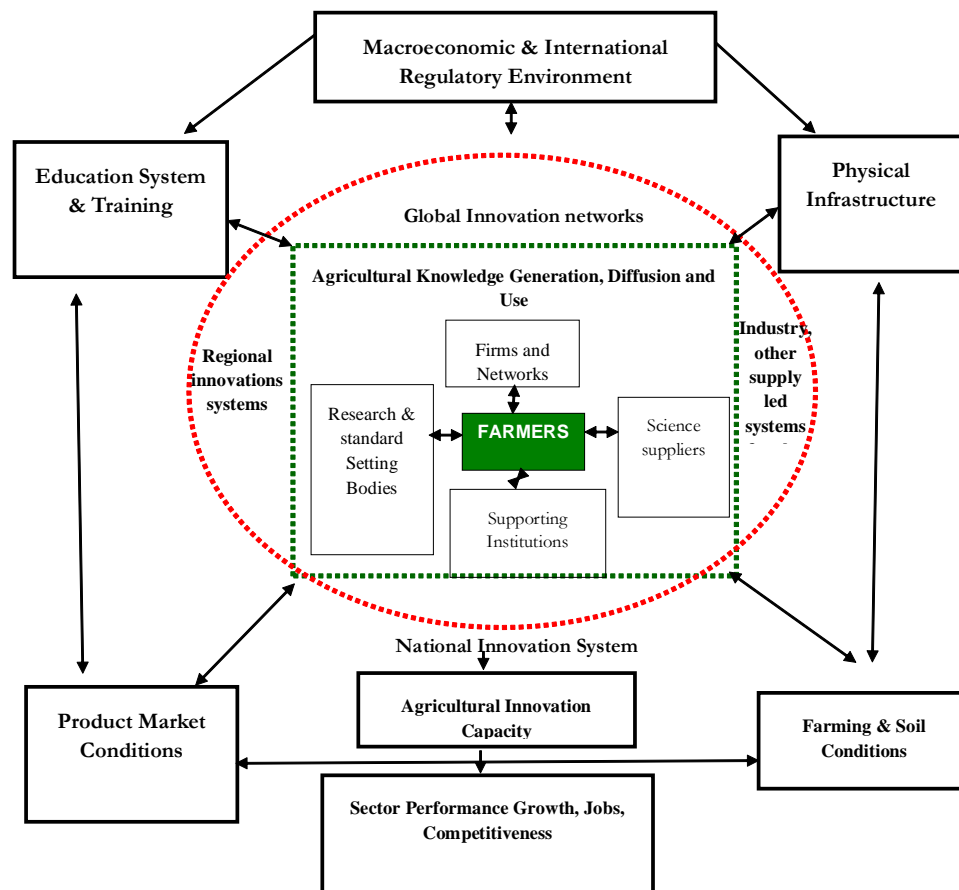 Macroeconomic & International
Regulatory Environment
Education System
& Training
Physical
Infrastructure
Global Innovation networks
Agricultural Knowledge Generation, Diffusion and
Use
Regional
innovations
systems
Industry,
other
supply
led
systems
Firms and
Networks
Research &
standard
Setting
Bodies
FARMERS
Science
suppliers
Supporting
Institutions
National Innovation System
Product Market
Conditions
Agricultural Innovation
Capacity
Farming & Soil
Conditions
Sector Performance Growth, Jobs,
Competitiveness